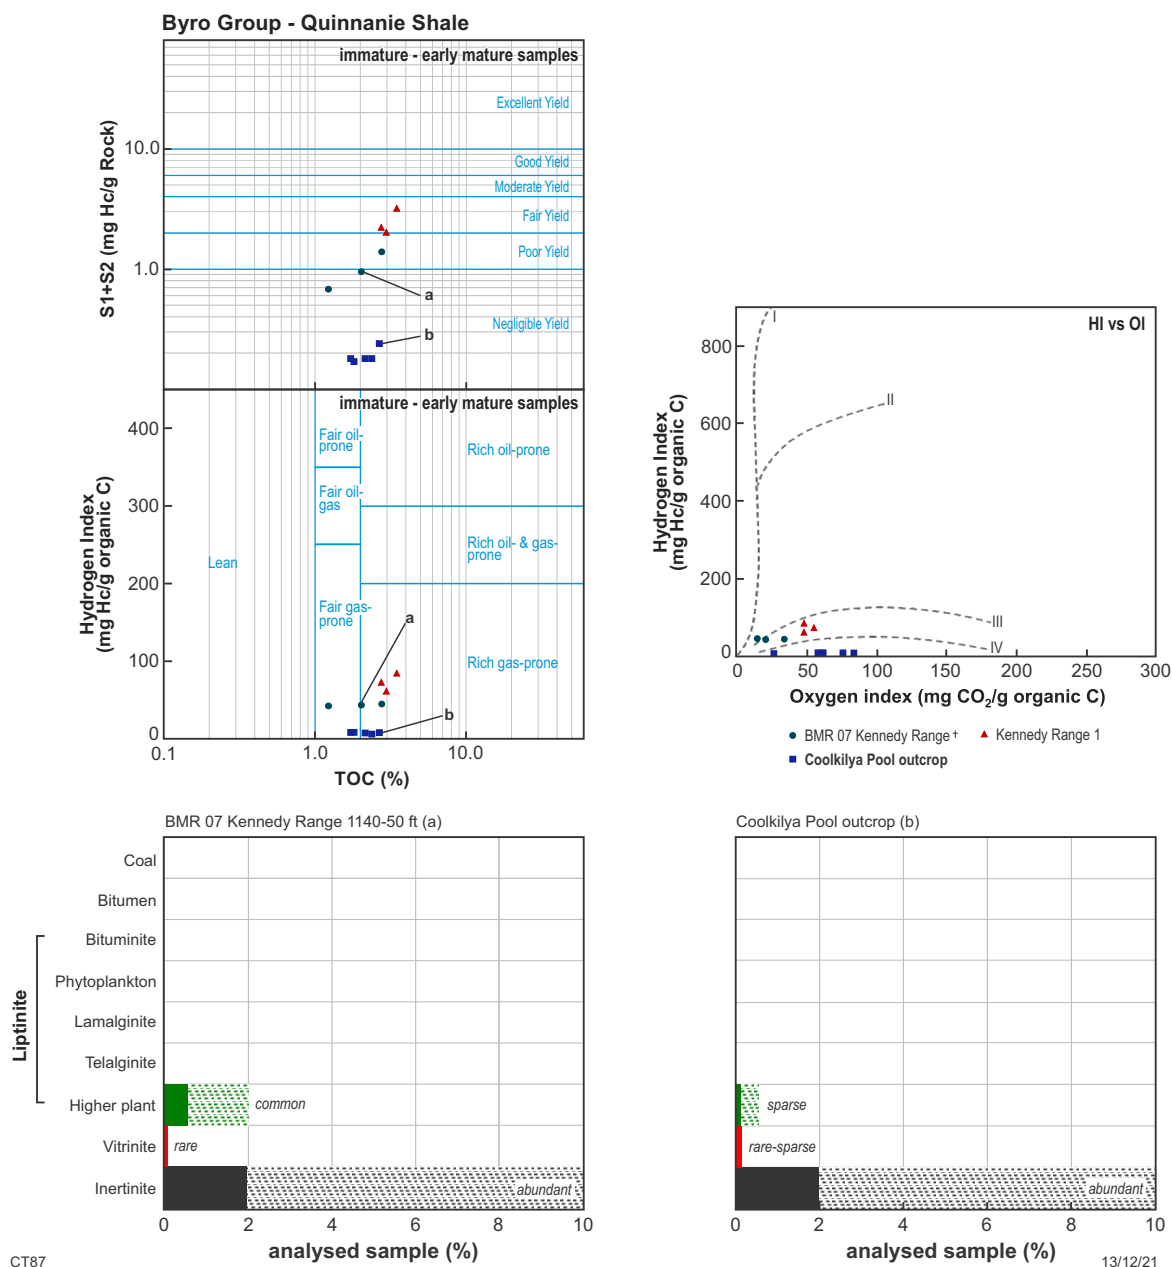 Byro Group - Quinnanie Shale
immature - early mature samples
Excellent Yield
Good Yield
Moderate Yield
Fair Yield
Poor Yield
Negligible Yield
10.0
1.0
S1+S2 (mg Hc/g Rock)
a
b
immature - early mature samples
Fair oil-
prone
Fair oil-
gas
Fair gas-
prone
Lean
Rich oil-prone
Rich oil- & gas-
prone
Rich gas-prone
a
b
400
300
200
100
0
Hydrogen Index
(mg Hc/g organic C)
0.1
1.0
10.0
TOC (%)
HI vs OI
I
II
III
IV
800
600
400
200
0
Hydrogen Index
(mg Hc/g organic C)
0
50
100
150
200
250
300
Oxygen index (mg CO₂/g organic C)
BMR 07 Kennedy Range †
Kennedy Range 1
Coolkilya Pool outcrop
BMR 07 Kennedy Range 1140-50 ft (a)
Coal
Bitumen
Bituminite
Phytoplankton
Lamalginite
Telalginite
Higher plant
Vitrinite
Inertinite
Liptinite
common
rare
abundant
0
2
4
6
8
10
analysed sample (%)
Coolkilya Pool outcrop (b)
sparse
rare-sparse
abundant
0
2
4
6
8
10
analysed sample (%)
CT87
13/12/21